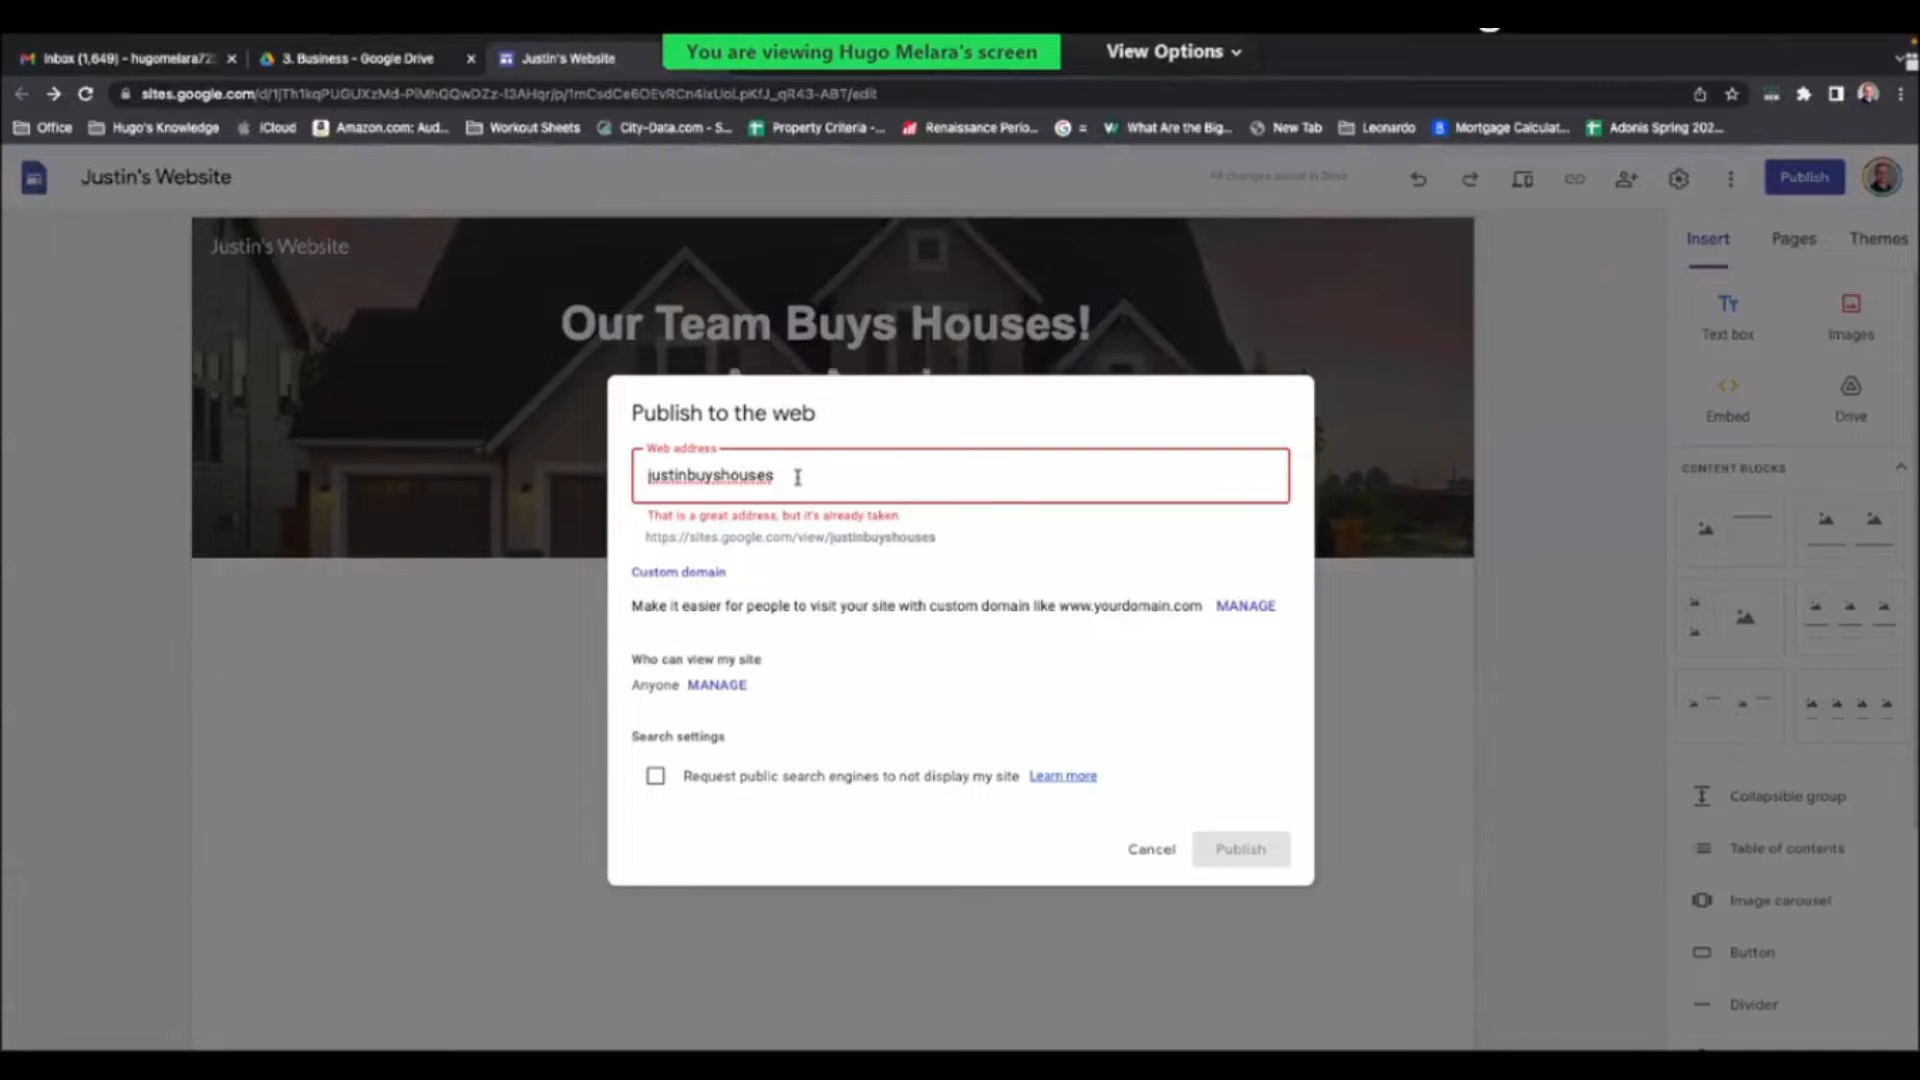 You are viewing Hugo Melara's screen
View Options
Inbox (1,649) - hugomelara72
3. Business - Google Drive
Justin's Website
sites.google.com
/edit
Office
Hugo's Knowledge
iCloud
Amazon.com: Aud...
Workout Sheets
City-Data.com - S...
Property Criteria -...
Renaissance Perio...
=
What Are the Big...
New Tab
Leonardo
Mortgage Calculat...
Adonis Spring 202...
Justin's Website
All changes saved in Drive
Publish
Justin's Website
Our Team Buys Houses!
Insert
Pages
Themes
Text box
Images
Embed
Drive
CONTENT BLOCKS
Collapsible group
Table of contents
Image carousel
Button
Divider
Publish to the web
Web address
justinbuyshouses
That is a great address, but it's already taken.
https://sites.google.com/view/justinbuyshouses
Custom domain
Make it easier for people to visit your site with custom domain like www.yourdomain.com MANAGE
Who can view my site
Anyone MANAGE
Search settings
Request public search engines to not display my site Learn more
Cancel
Publish